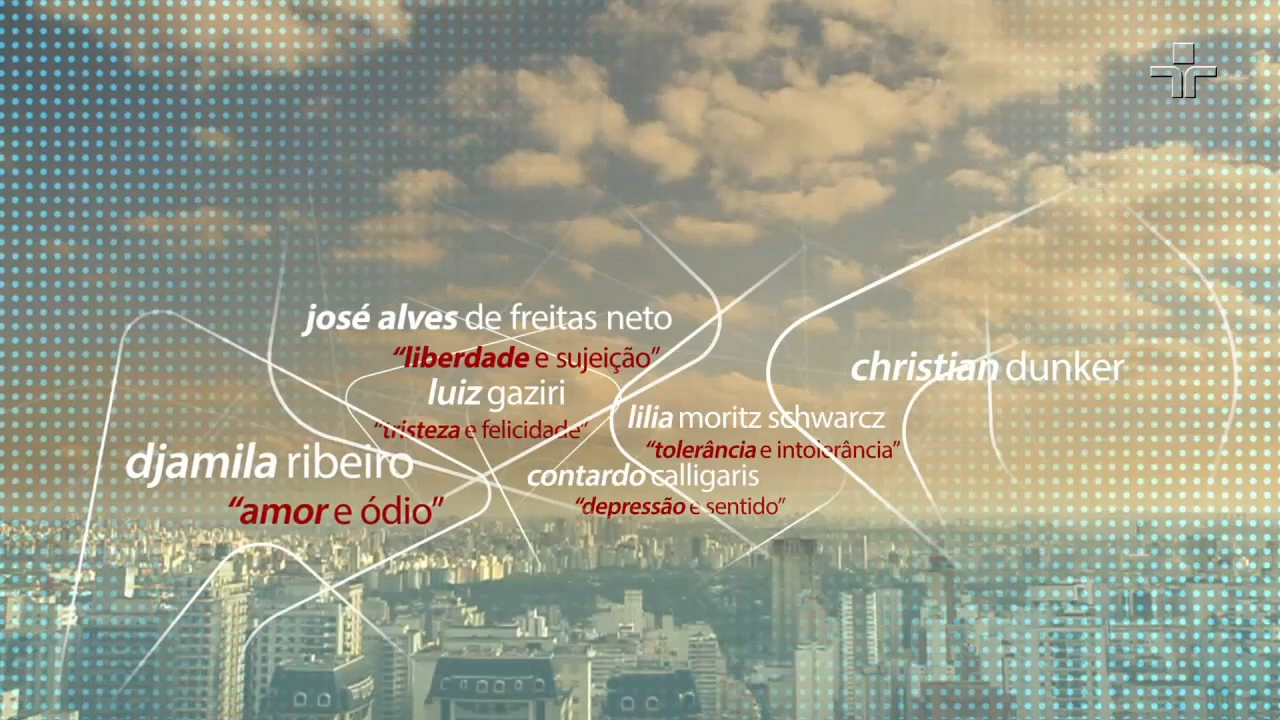 josé alves de freitas neto
“liberdade e sujeição”
luiz gaziri
“tristeza e felicidade”
christian dunker
lilia moritz schwarcz
“tolerância e intolerância”
djamila ribeiro
“amor e ódio”
contardo calligaris
“depressão e sentido”